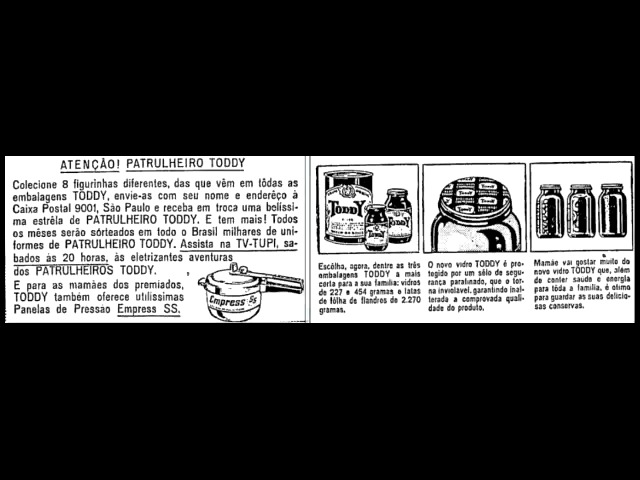 ATENÇÃO! PATRULHEIRO TODDY
Colecione 8 figurinhas diferentes, das que vêm em tôdas as
embalagens TODDY, envie-as com seu nome e enderêço à
Caixa Postal 9001, São Paulo e receba em troca uma belíssi-
ma estrêla de PATRULHEIRO TODDY. E tem mais! Todos
os mêses serão sórteados em todo o Brasil milhares de uni-
formes de PATRULHEIRO TODDY. Assista na TV-TUPI, sa-
bados às 20 horas, às eletrizantes aventuras
dos PATRULHEIROS TODDY.
E para as mamães dos premiados,
TODDY também oferece utilíssimas
Panelas de Pressao Empress SS.
Empress SS
TODDY
Toddy
Escôlha, agora, dentre as três
embalagens TODDY a mais
certa para a sua família: vidros
de 227 e 454 gramas e latas
de fôlha de flandros de 2.270
gramas.
O novo vidro TODDY é pro-
tegido por um sêlo de segu-
rança parafinado, que o tor-
na inviolável, garantindo inal-
terada a comprovada quali-
dade do produto.
Mamãe vai gostar muito do
novo vidro TODDY que, além
de conter saúde e energia
para tôda a família, é ótimo
para guardar as suas delicio-
sas conservas.